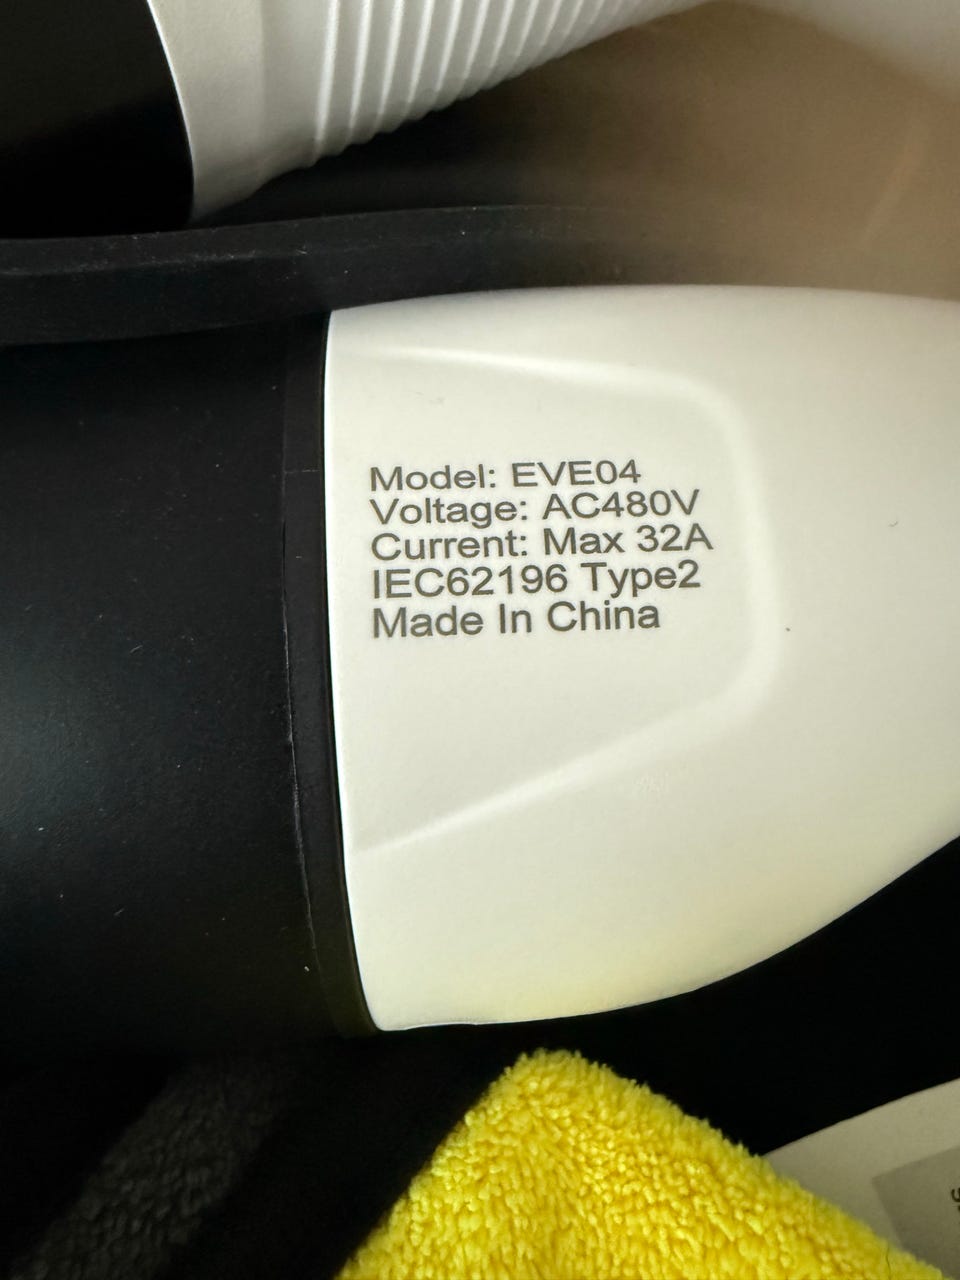 Model: EVE04
Voltage: AC480V
Current: Max 32A
IEC62196 Type2
Made In China